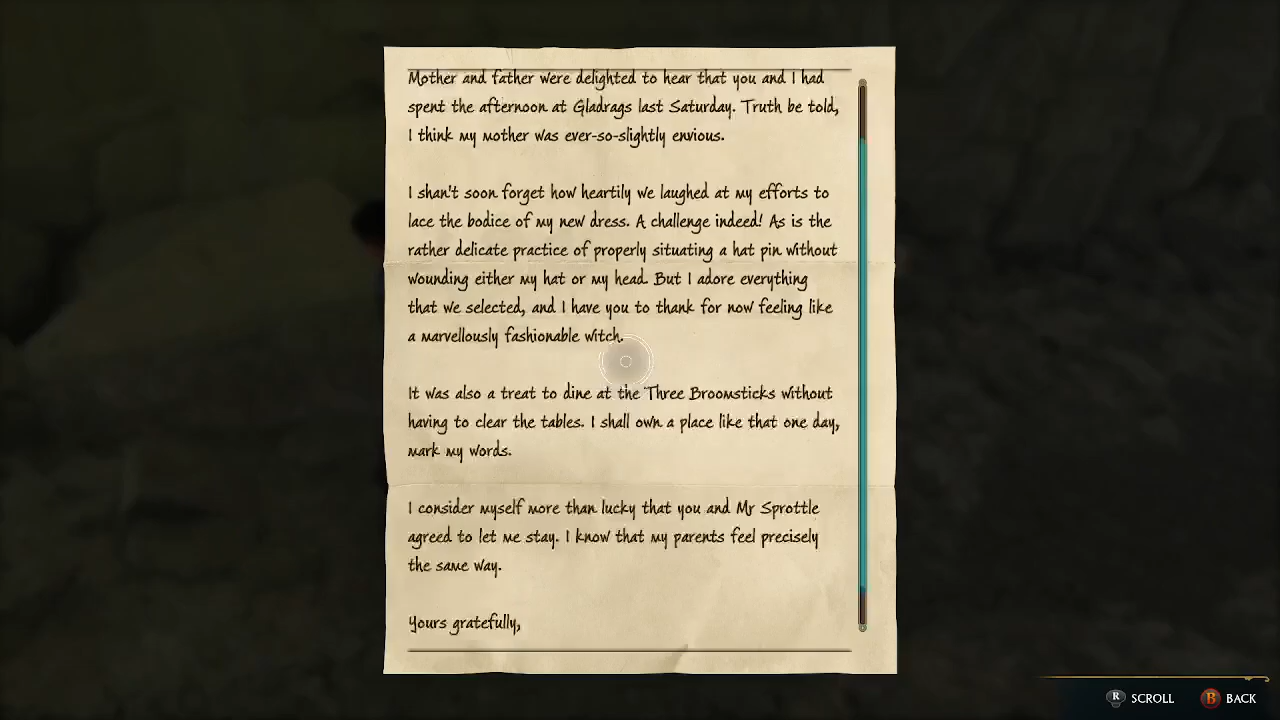 Mother and father were delighted to hear that you and I had
spent the afternoon at Gladrags last Saturday. Truth be told,
I think my mother was ever-so-slightly envious.
I shan't soon forget how heartily we laughed at my efforts to
lace the bodice of my new dress. A challenge indeed! As is the
rather delicate practice of properly situating a hat pin without
wounding either my hat or my head. But I adore everything
that we selected, and I have you to thank for now feeling like
a marvellously fashionable witch.
It was also a treat to dine at the Three Broomsticks without
having to clear the tables. I shall own a place like that one day,
mark my words.
I consider myself more than lucky that you and Mr Sprottle
agreed to let me stay. I know that my parents feel precisely
the same way.
Yours gratefully,
R SCROLL B BACK